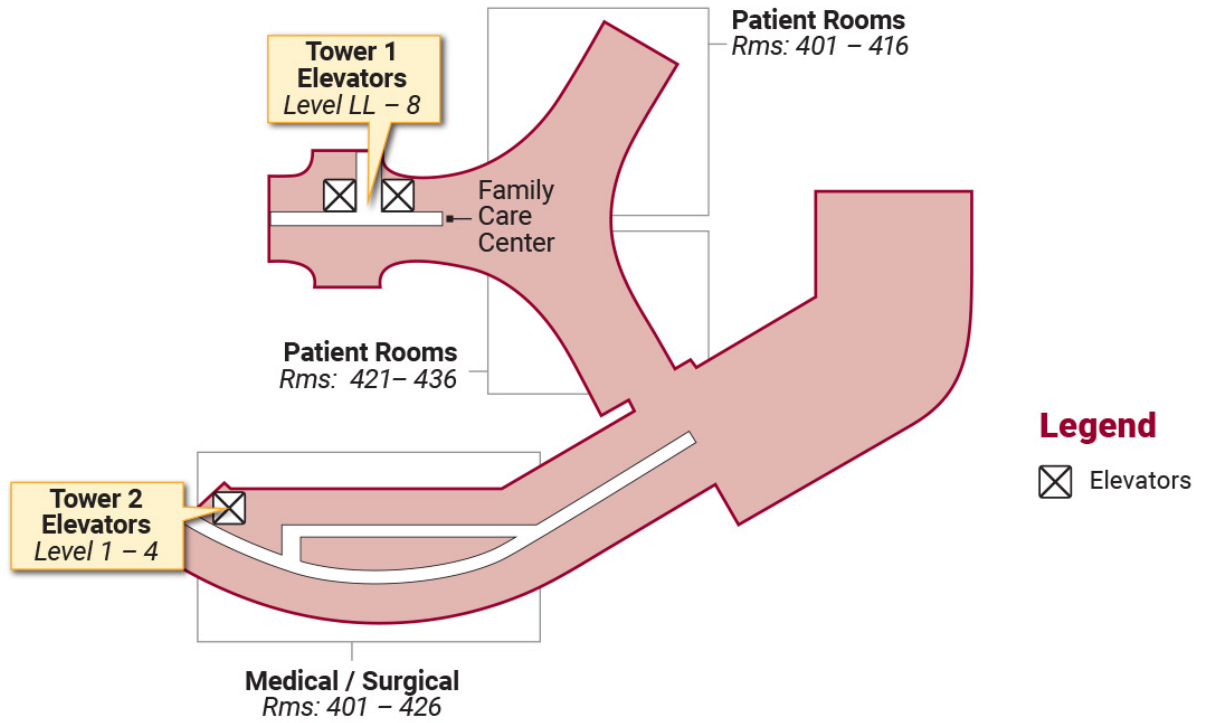 Patient Rooms
Rms: 401 – 416
Tower 1
Elevators
Level LL – 8
Family
Care
Center
Patient Rooms
Rms:  421– 436
Legend
Elevators
Tower 2
Elevators
Level 1 – 4
Medical / Surgical
Rms: 401 – 426